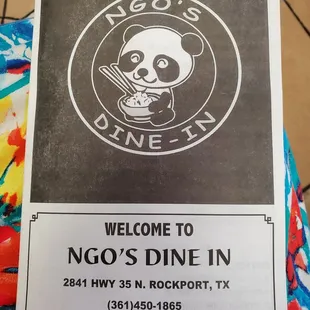 NGO'S
DINE-IN
WELCOME TO
NGO'S DINE IN
2841 HWY 35 N. ROCKPORT, TX
(361)450-1865